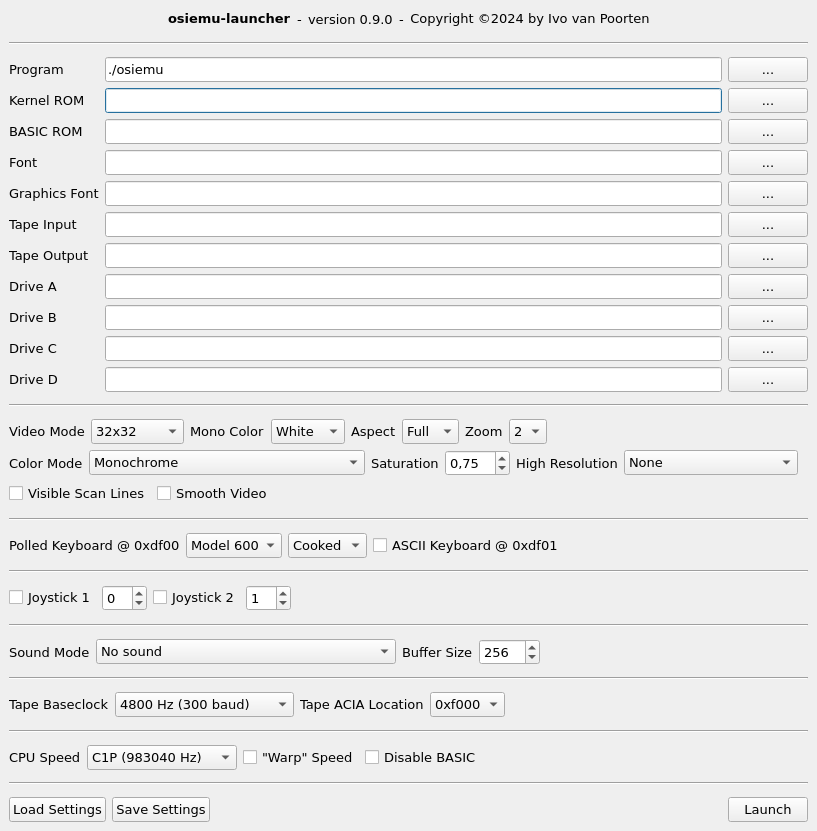 osiemu-launcher - version 0.9.0 - Copyright ©2024 by Ivo van Poorten
Program ./osiemu ...
Kernel ROM ...
BASIC ROM ...
Font ...
Graphics Font ...
Tape Input ...
Tape Output ...
Drive A ...
Drive B ...
Drive C ...
Drive D ...
Video Mode 32x32 Mono Color White Aspect Full Zoom 2
Color Mode Monochrome Saturation 0,75 High Resolution None
Visible Scan Lines Smooth Video
Polled Keyboard @ 0xdf00 Model 600 Cooked ASCII Keyboard @ 0xdf01
Joystick 1 0 Joystick 2 1
Sound Mode No sound Buffer Size 256
Tape Baseclock 4800 Hz (300 baud) Tape ACIA Location 0xf000
CPU Speed C1P (983040 Hz) "Warp" Speed Disable BASIC
Load Settings Save Settings Launch